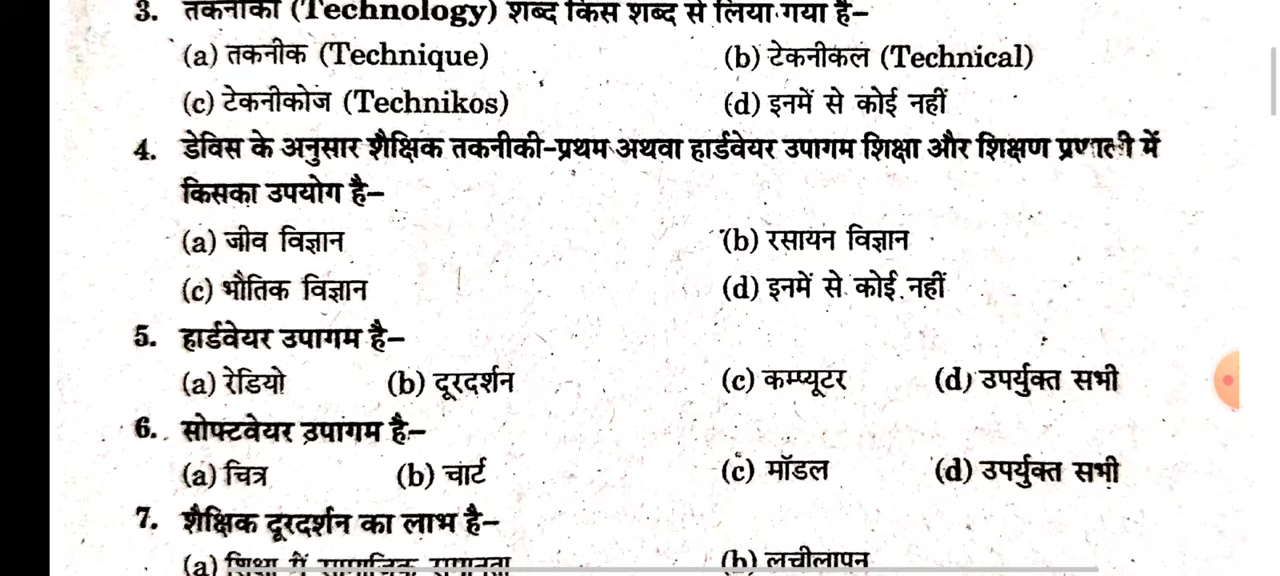 3. तकनीकी (Technology) शब्द किस शब्द से लिया गया है–
(a) तकनीक (Technique) (b) टेकनीकल (Technical)
(c) टेकनीकोज (Technikos) (d) इनमें से कोई नहीं
4. डेविस के अनुसार शैक्षिक तकनीकी-प्रथम अथवा हार्डवेयर उपागम शिक्षा और शिक्षण प्रणाली में
किसका उपयोग है–
(a) जीव विज्ञान (b) रसायन विज्ञान
(c) भौतिक विज्ञान (d) इनमें से कोई नहीं
5. हार्डवेयर उपागम है–
(a) रेडियो (b) दूरदर्शन (c) कम्प्यूटर (d) उपर्युक्त सभी
6. सोफ्टवेयर उपागम है–
(a) चित्र (b) चार्ट (c) मॉडल (d) उपर्युक्त सभी
7. शैक्षिक दूरदर्शन का लाभ है–
(a) शिक्षा में सामाजिक समानता (b) लचीलापन